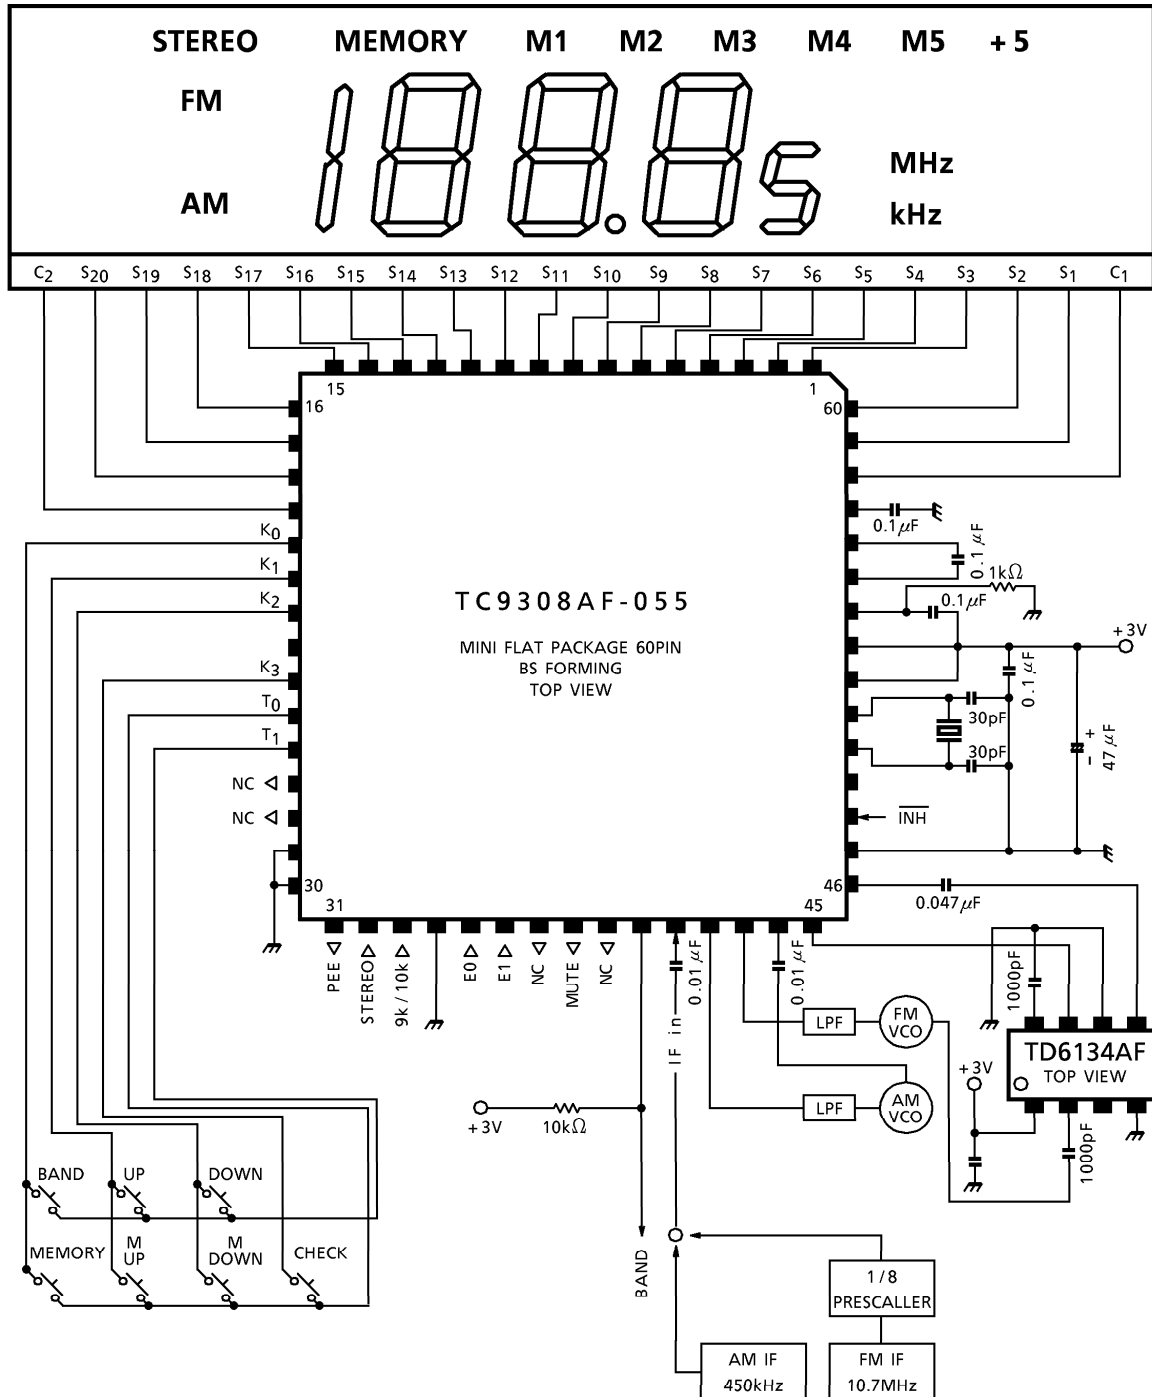 STEREO MEMORY M1 M2 M3 M4 M5 +5
FM
188.85
MHz
AM
kHz
C2 S20 S19 S18 S17 S16 S15 S14 S13 S12 S11 S10 S9 S8 S7 S6 S5 S4 S3 S2 S1 C1
15 1
16 60
0.1μF
K0
0.1μF
K1
1kΩ
K2
0.1μF
TC9308AF-055
MINI FLAT PACKAGE 60PIN
BS FORMING
TOP VIEW
+3V
0.1μF
K3
T0
30pF
T1
30pF
- +
47μF
NC
NC
INH
30 46
0.047μF
31 45
PEE
STEREO
9k/10k
E0
E1
NC
MUTE
NC
0.01μF
0.01μF
1000pF
IF in
LPF
FM
VCO
TD6134AF
TOP VIEW
+3V
LPF
AM
VCO
+3V
10kΩ
1000pF
BAND UP DOWN
MEMORY
M
UP
M
DOWN
CHECK
BAND
1/8
PRESCALLER
AM IF
450kHz
FM IF
10.7MHz